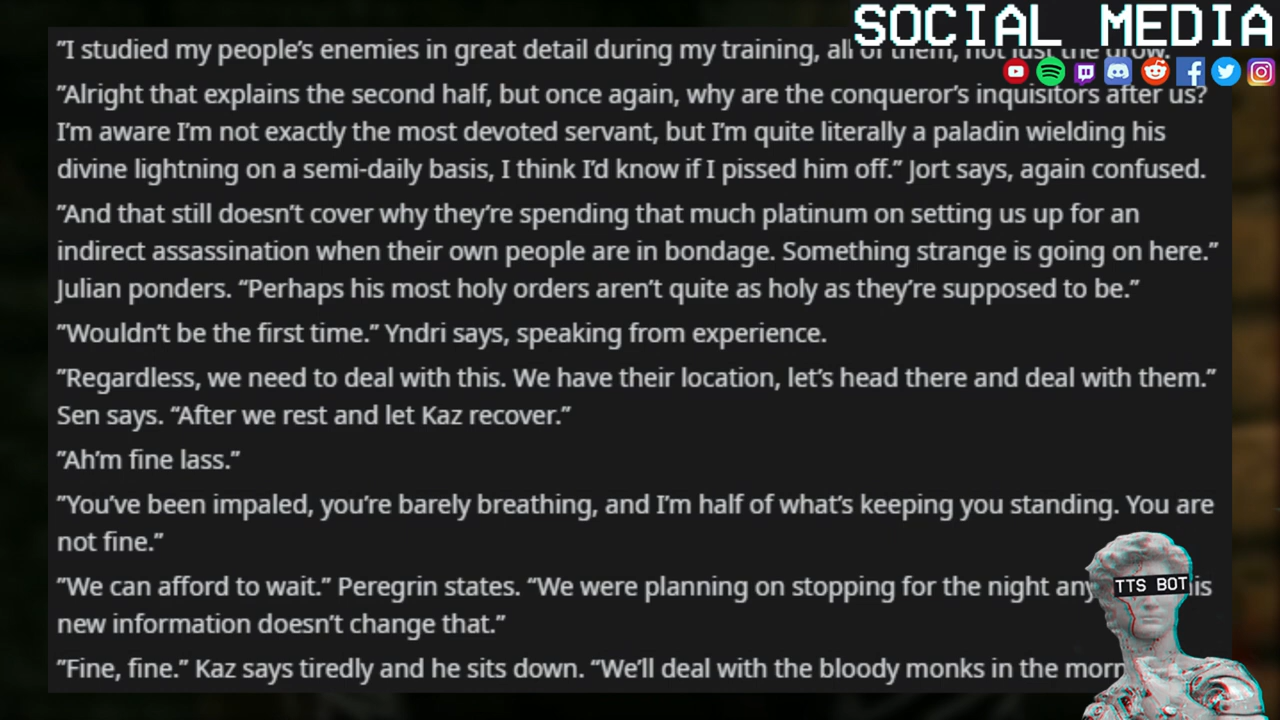 SOCIAL MEDIA
"I studied my people's enemies in great detail during my training, all of them, not just the drow."
"Alright that explains the second half, but once again, why are the conqueror's inquisitors after us?
I'm aware I'm not exactly the most devoted servant, but I'm quite literally a paladin wielding his
divine lightning on a semi-daily basis, I think I'd know if I pissed him off." Jort says, again confused.
"And that still doesn't cover why they're spending that much platinum on setting us up for an
indirect assassination when their own people are in bondage. Something strange is going on here."
Julian ponders. "Perhaps his most holy orders aren't quite as holy as they're supposed to be."
"Wouldn't be the first time." Yndri says, speaking from experience.
"Regardless, we need to deal with this. We have their location, let's head there and deal with them."
Sen says. "After we rest and let Kaz recover."
"Ah'm fine lass."
"You've been impaled, you're barely breathing, and I'm half of what's keeping you standing. You are
not fine."
"We can afford to wait." Peregrin states. "We were planning on stopping for the night any
new information doesn't change that."
"Fine, fine." Kaz says tiredly and he sits down. "We'll deal with the bloody monks in the morn
TTS BOT